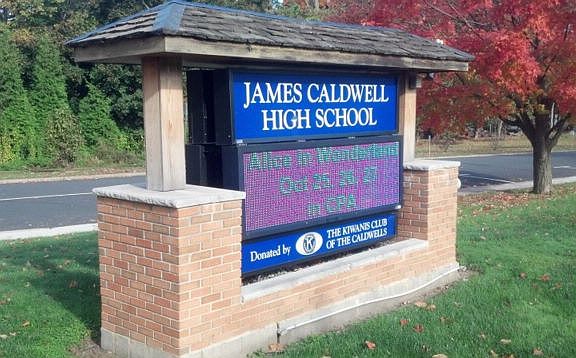 JAMES CALDWELL
HIGH SCHOOL
Alice In Wonderland
Oct 25, 26, 27
in CPA
Donated by K THE KIWANIS CLUB
OF THE CALDWELLS